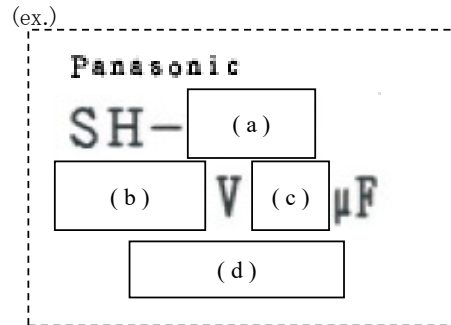 (ex.)
Panasonic
SH- (a)
(b) V (c) μF
(d)